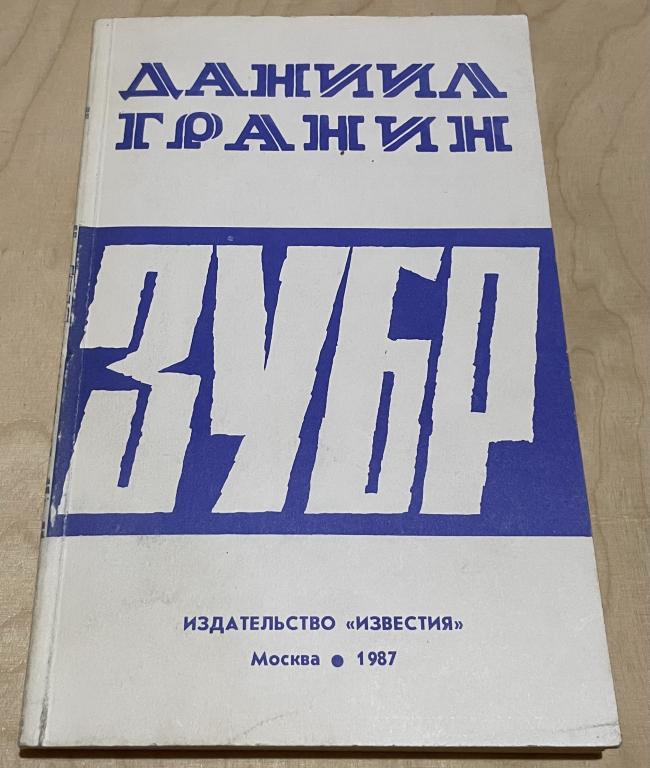 ДАНИИЛ
ГРАНИН
ЗУБР
ИЗДАТЕЛЬСТВО «ИЗВЕСТИЯ»
Москва ● 1987